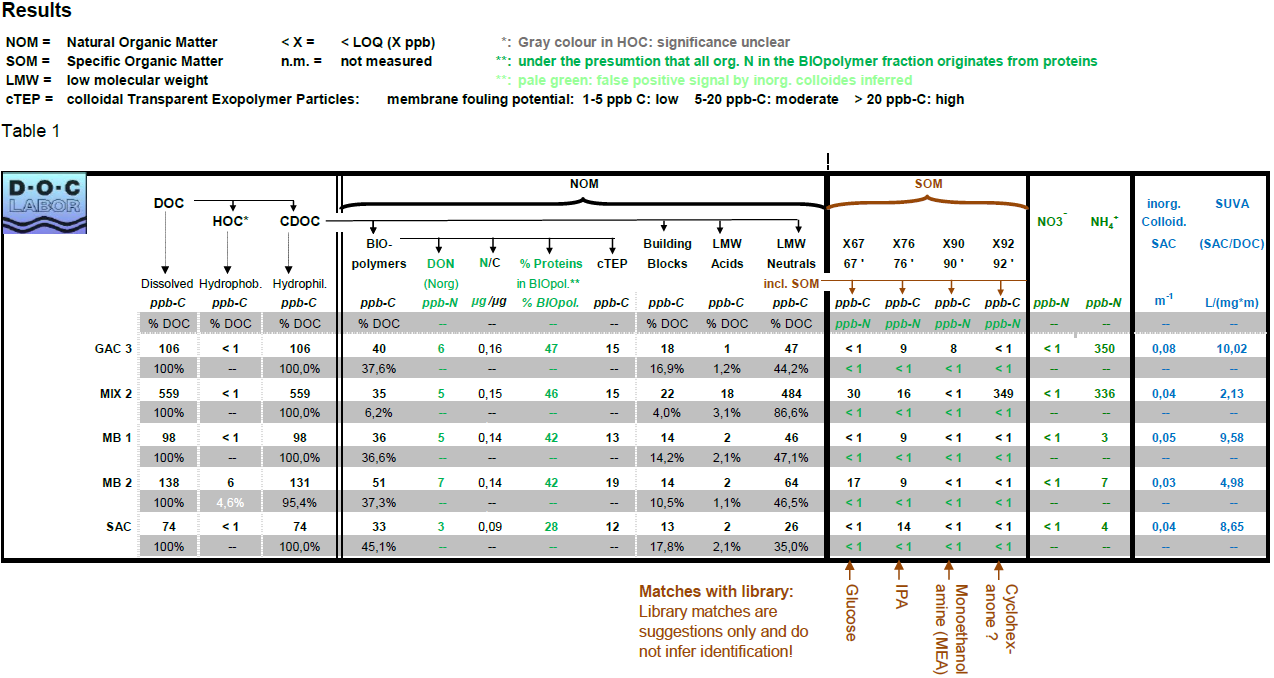 Results
NOM = Natural Organic Matter < X = < LOQ (X ppb) *: Gray colour in HOC: significance unclear
SOM = Specific Organic Matter n.m. = not measured **: under the presumtion that all org. N in the BIOpolymer fraction originates from proteins
LMW = low molecular weight **: pale green: false positive signal by inorg. colloides inferred
cTEP = colloidal Transparent Exopolymer Particles: membrane fouling potential: 1-5 ppb C: low 5-20 ppb-C: moderate > 20 ppb-C: high
Table 1
D·O·C
LABOR
NOM SOM
DOC inorg. SUVA
HOC* CDOC NO3⁻ NH₄⁺ Colloid.
BIO- Building LMW LMW X67 X76 X90 X92 SAC (SAC/DOC)
polymers DON N/C % Proteins cTEP Blocks Acids Neutrals 67 ' 76 ' 90 ' 92 '
Dissolved Hydrophob. Hydrophil. (Norg) in BIOpol.** incl. SOM
ppb-C ppb-C ppb-C ppb-C ppb-N µg /µg % BIOpol. ppb-C ppb-C ppb-C ppb-C ppb-C ppb-C ppb-C ppb-C ppb-N ppb-N m⁻¹ L/(mg*m)
% DOC % DOC % DOC % DOC -- -- -- -- % DOC % DOC % DOC ppb-N ppb-N ppb-N ppb-N -- -- -- --
GAC 3 106 < 1 106 40 6 0,16 47 15 18 1 47 < 1 9 8 < 1 < 1 350 0,08 10,02
100% -- 100,0% 37,6% -- -- -- -- 16,9% 1,2% 44,2% < 1 < 1 < 1 < 1 -- -- -- --
MIX 2 559 < 1 559 35 5 0,15 46 15 22 18 484 30 16 < 1 349 < 1 336 0,04 2,13
100% -- 100,0% 6,2% -- -- -- -- 4,0% 3,1% 86,6% < 1 < 1 < 1 < 1 -- -- -- --
MB 1 98 < 1 98 36 5 0,14 42 13 14 2 46 < 1 9 < 1 < 1 < 1 3 0,05 9,58
100% -- 100,0% 36,6% -- -- -- -- 14,2% 2,1% 47,1% < 1 < 1 < 1 < 1 -- -- -- --
MB 2 138 6 131 51 7 0,14 42 19 14 2 64 17 9 < 1 < 1 < 1 7 0,03 4,98
100% 4,6% 95,4% 37,3% -- -- -- -- 10,5% 1,1% 46,5% < 1 < 1 < 1 < 1 -- -- -- --
SAC 74 < 1 74 33 3 0,09 28 12 13 2 26 < 1 14 < 1 < 1 < 1 4 0,04 8,65
100% -- 100,0% 45,1% -- -- -- -- 17,8% 2,1% 35,0% < 1 < 1 < 1 < 1 -- -- -- --
Matches with library:
Library matches are
suggestions only and do
not infer identification!
Glucose
IPA
Monoethanol
amine (MEA)
Cyclohex-
anone ?